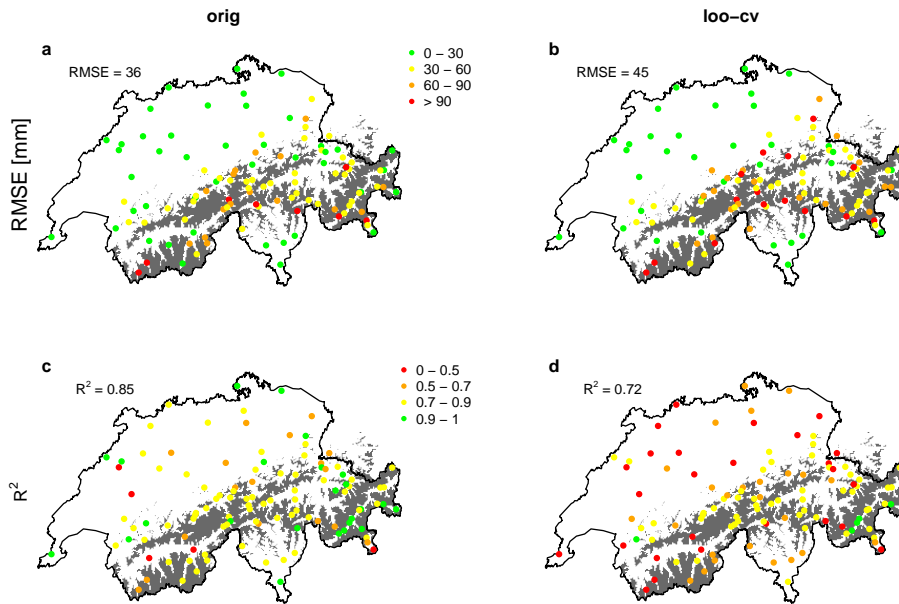 orig
loo−cv
a
b
RMSE = 36
RMSE = 45
0 − 30
30 − 60
60 − 90
> 90
RMSE [mm]
c
d
R² = 0.85
R² = 0.72
0 − 0.5
0.5 − 0.7
0.7 − 0.9
0.9 − 1
R²